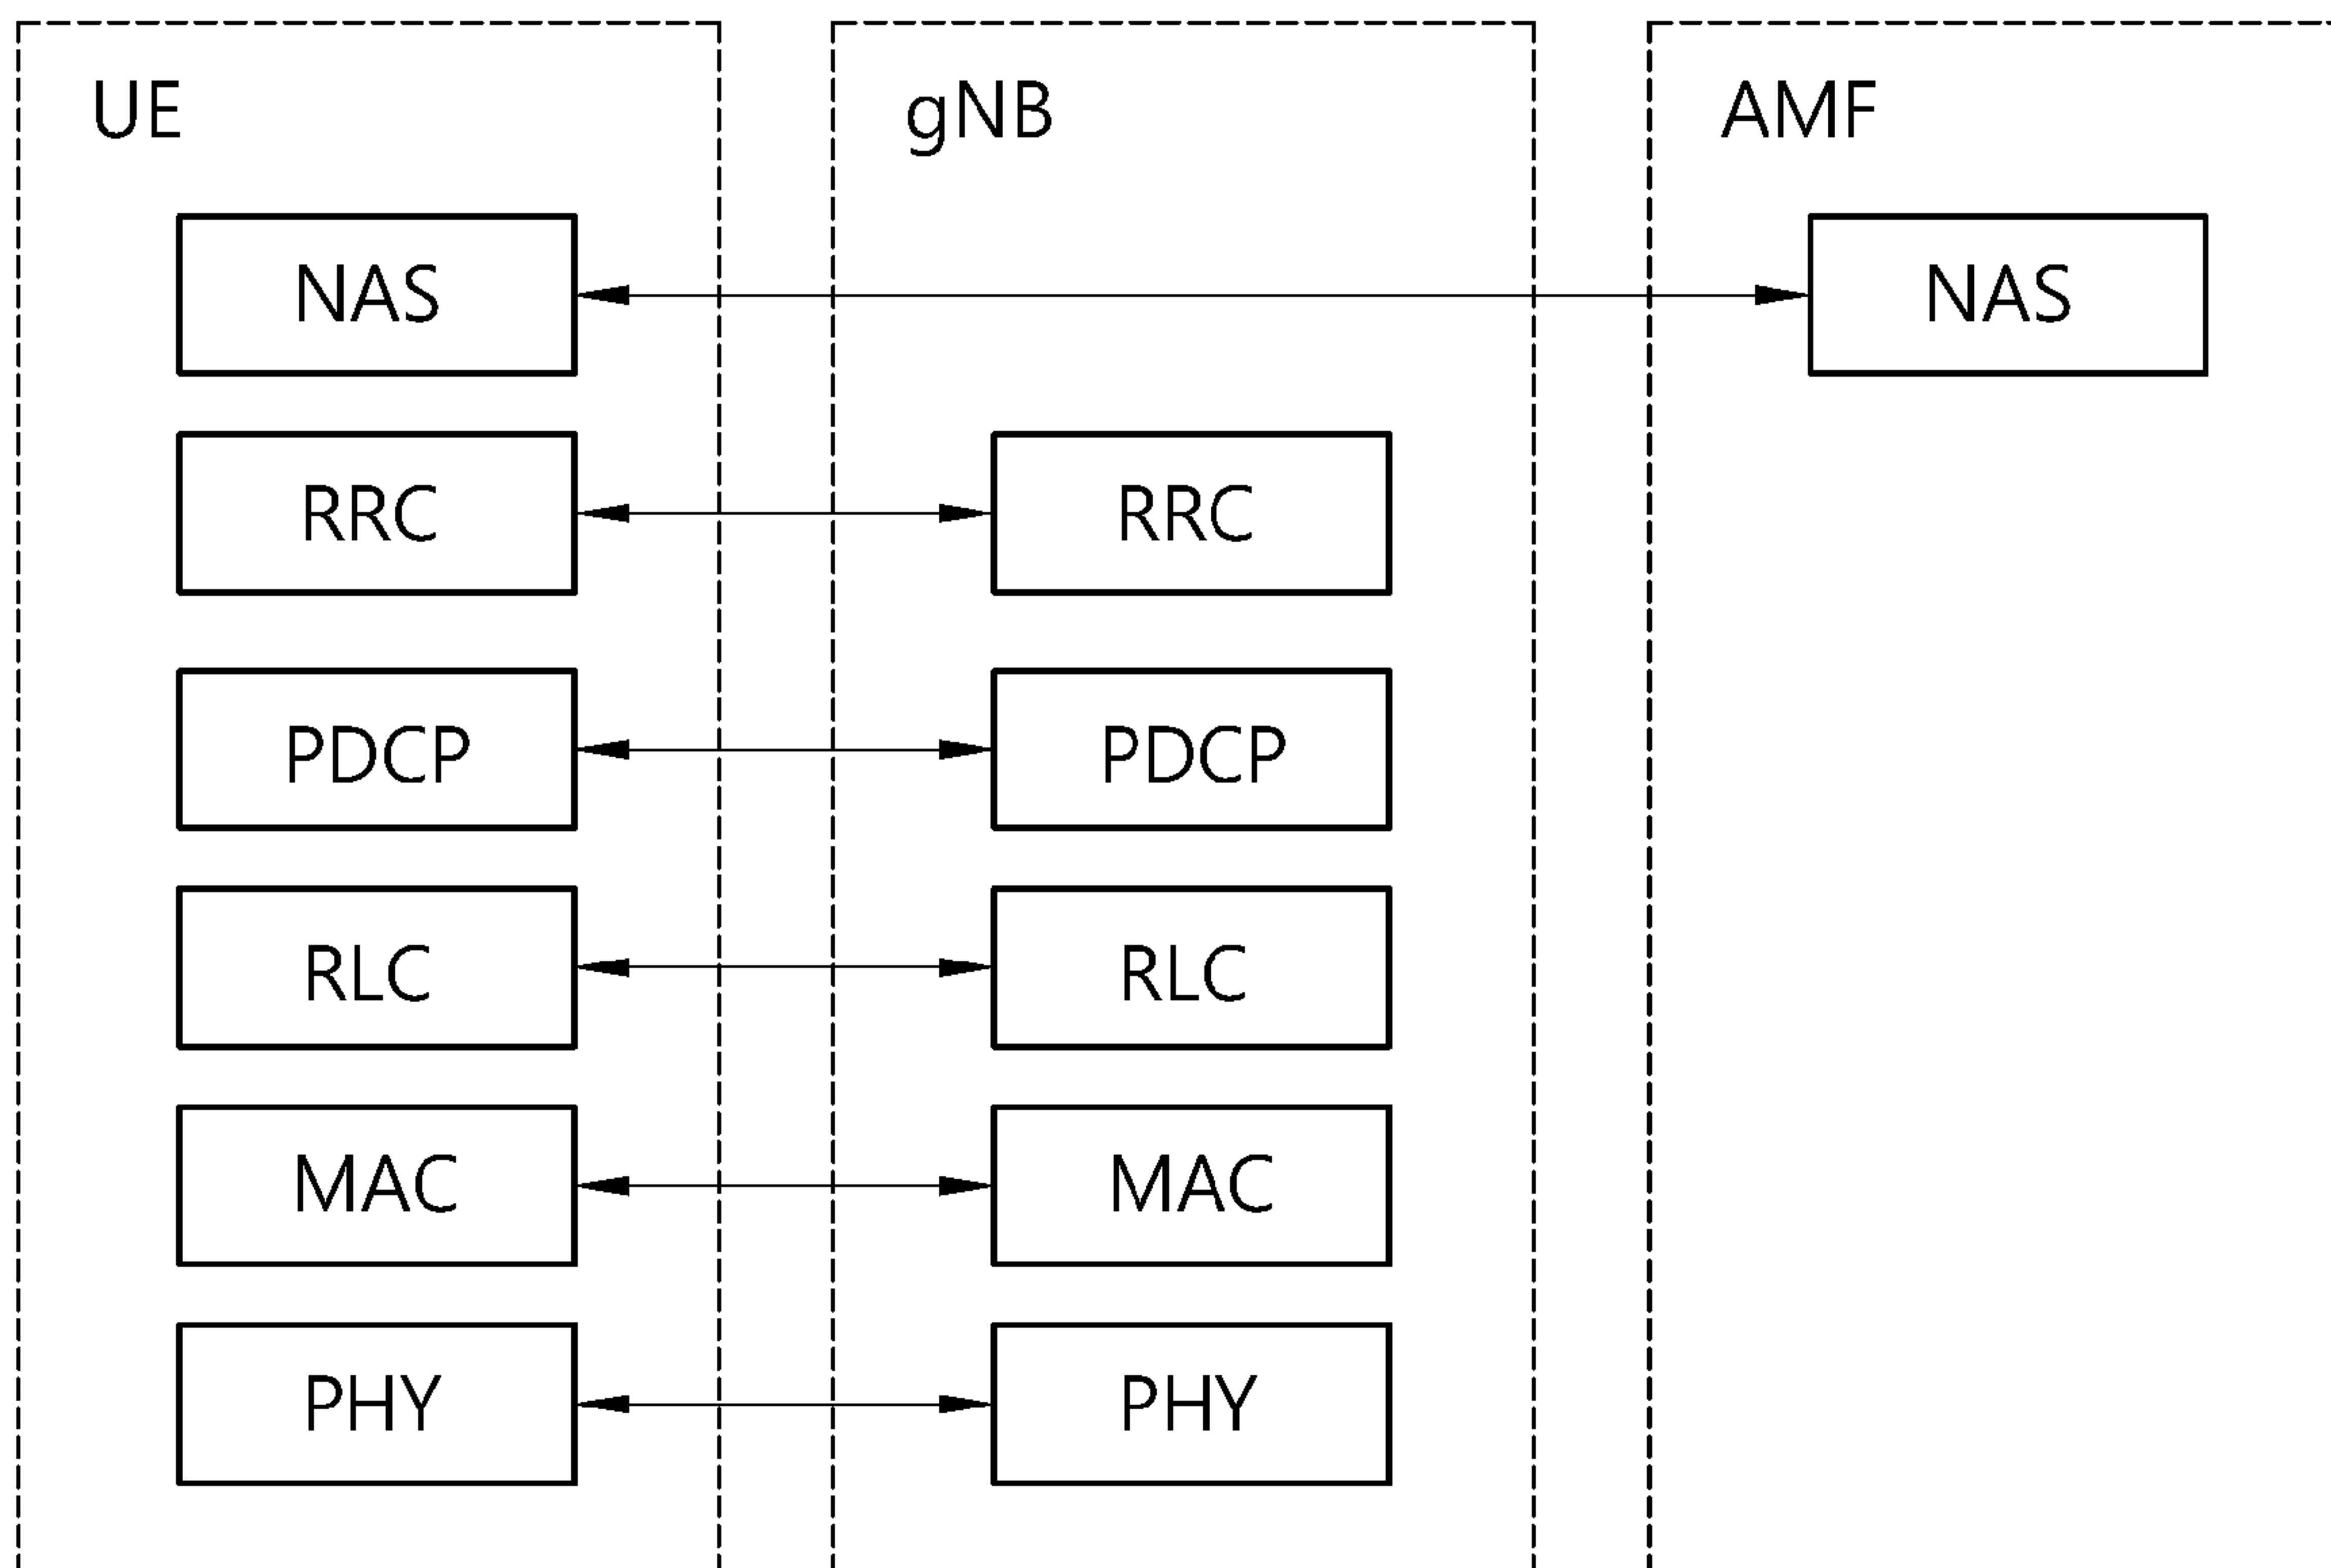 UE gNB AMF
NAS NAS
RRC RRC
PDCP PDCP
RLC RLC
MAC MAC
PHY PHY